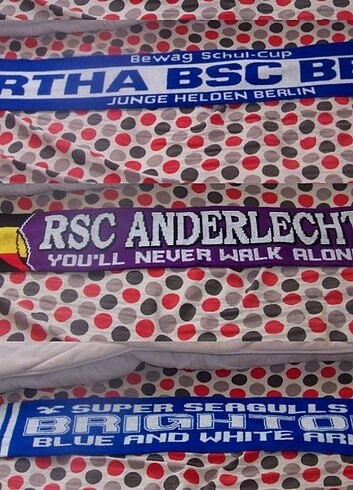 Bewag Schul-Cup
RTHA BSC BE
JUNGE HELDEN BERLIN
RSC ANDERLECHT
YOU'LL NEVER WALK ALON
SUPER SEAGULLS
BRIGHTO
BLUE AND WHITE AR